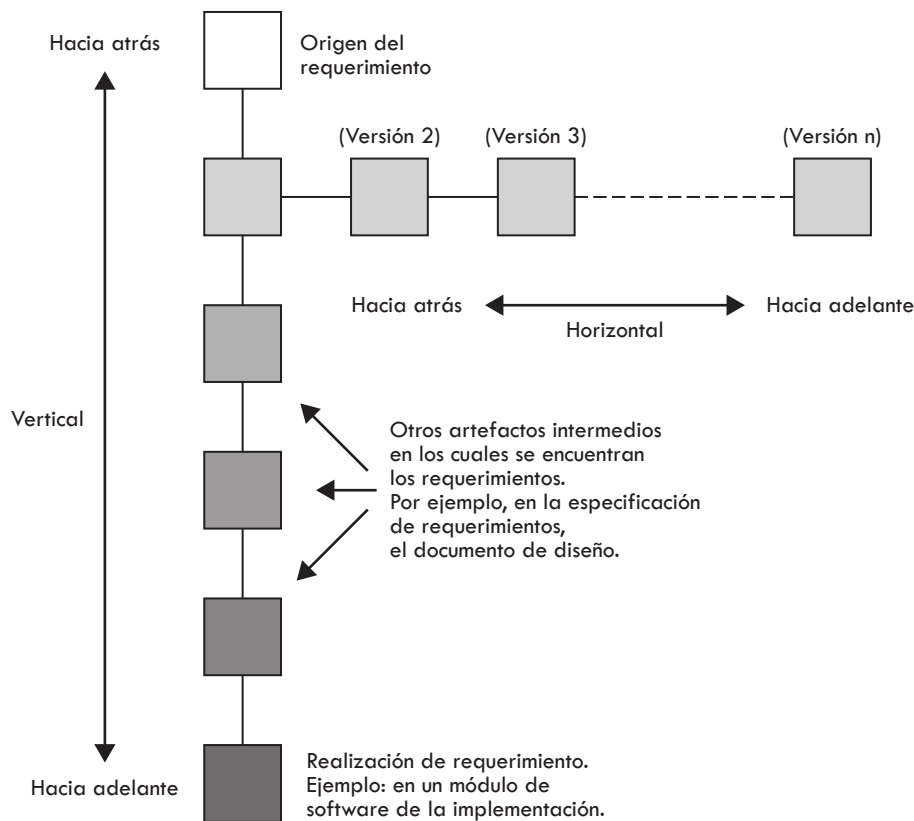 Hacia atrás
Origen del
requerimiento
(Versión 2)
(Versión 3)
(Versión n)
Hacia atrás
Hacia adelante
Horizontal
Vertical
Otros artefactos intermedios
en los cuales se encuentran
los requerimientos.
Por ejemplo, en la especificación
de requerimientos,
el documento de diseño.
Hacia adelante
Realización de requerimiento.
Ejemplo: en un módulo de
software de la implementación.